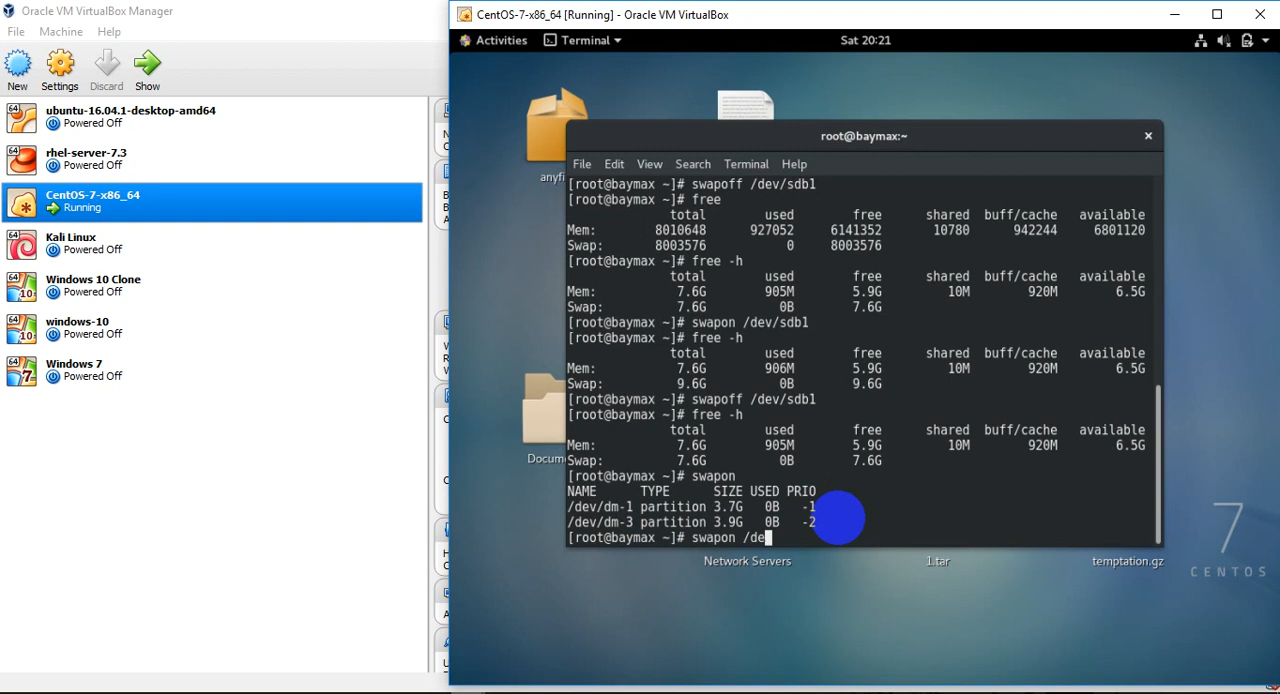 Oracle VM VirtualBox Manager
File Machine Help
New Settings Discard Show
64 ubuntu-16.04.1-desktop-amd64
Powered Off
64 rhel-server-7.3
Powered Off
64 CentOS-7-x86_64
Running
64 Kali Linux
Powered Off
64 Windows 10 Clone
10 Powered Off
64 windows-10
10 Powered Off
64 Windows 7
7 Powered Off
CentOS-7-x86_64 [Running] - Oracle VM VirtualBox
Activities Terminal Sat 20:21
anyfi
root@baymax:~
File Edit View Search Terminal Help
[root@baymax ~]# swapoff /dev/sdb1
[root@baymax ~]# free
total used free shared buff/cache available
Mem: 8010648 927052 6141352 10780 942244 6801120
Swap: 8003576 0 8003576
[root@baymax ~]# free -h
total used free shared buff/cache available
Mem: 7.6G 905M 5.9G 10M 920M 6.5G
Swap: 7.6G 0B 7.6G
[root@baymax ~]# swapon /dev/sdb1
[root@baymax ~]# free -h
total used free shared buff/cache available
Mem: 7.6G 906M 5.9G 10M 920M 6.5G
Swap: 9.6G 0B 9.6G
[root@baymax ~]# swapoff /dev/sdb1
[root@baymax ~]# free -h
total used free shared buff/cache available
Mem: 7.6G 905M 5.9G 10M 920M 6.5G
Swap: 7.6G 0B 7.6G
[root@baymax ~]# swapon
NAME TYPE SIZE USED PRIO
/dev/dm-1 partition 3.7G 0B -1
/dev/dm-3 partition 3.9G 0B -2
[root@baymax ~]# swapon /de
Docum
Network Servers 1.tar temptation.gz
7
CENTOS